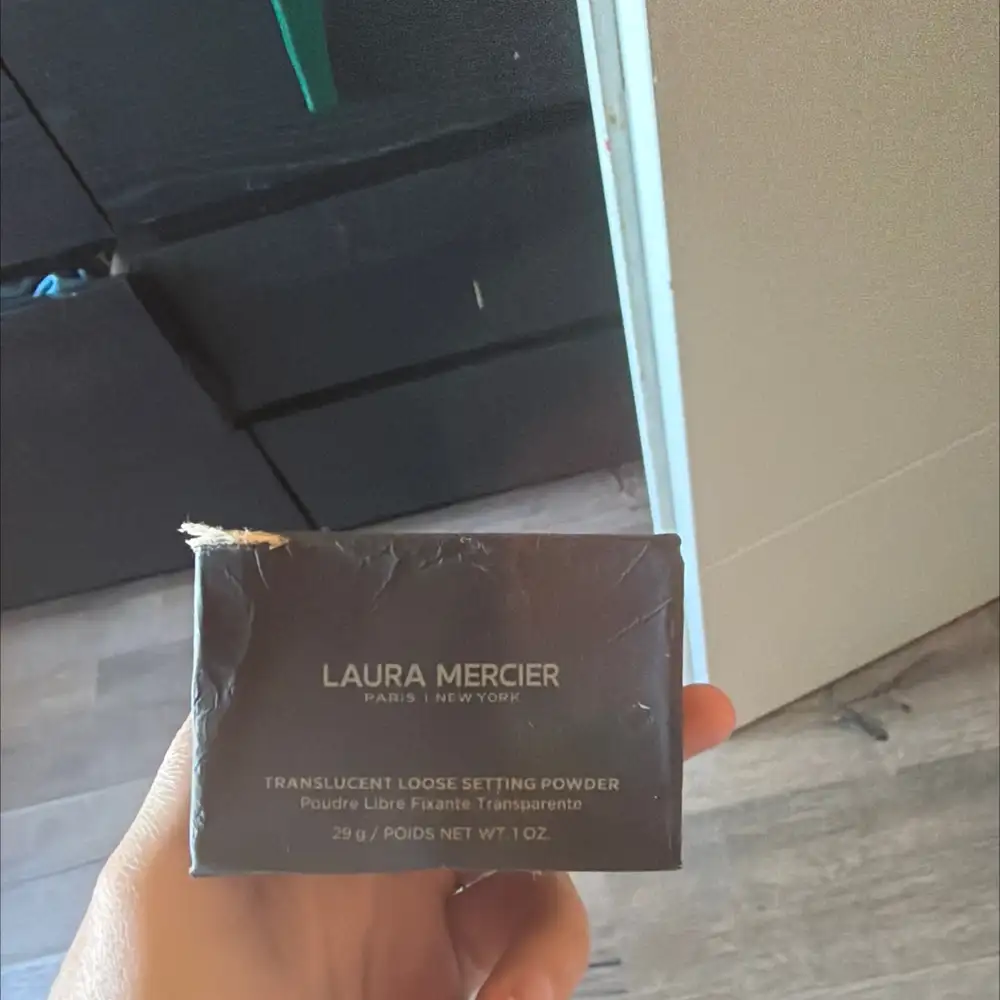 LAURA MERCIER
PARIS | NEW YORK
TRANSLUCENT LOOSE SETTING POWDER
Poudre Libre Fixante Transparente
29 g / POIDS NET WT. 1 OZ.